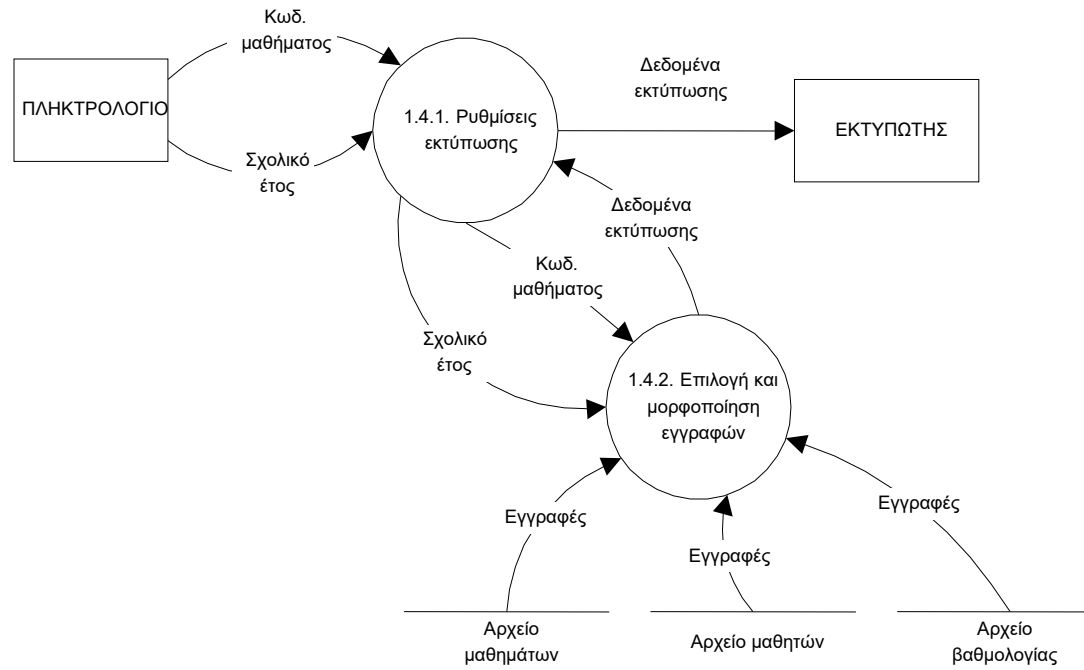 Κωδ.
μαθήματος
ΠΛΗΚΤΡΟΛΟΓΙΟ
Σχολικό
έτος
1.4.1. Ρυθμίσεις
εκτύπωσης
Δεδομένα
εκτύπωσης
ΕΚΤΥΠΩΤΗΣ
Δεδομένα
εκτύπωσης
Κωδ.
μαθήματος
Σχολικό
έτος
1.4.2. Επιλογή και
μορφοποίηση
εγγραφών
Εγγραφές
Εγγραφές
Εγγραφές
Αρχείο
μαθημάτων
Αρχείο μαθητών
Αρχείο
βαθμολογίας